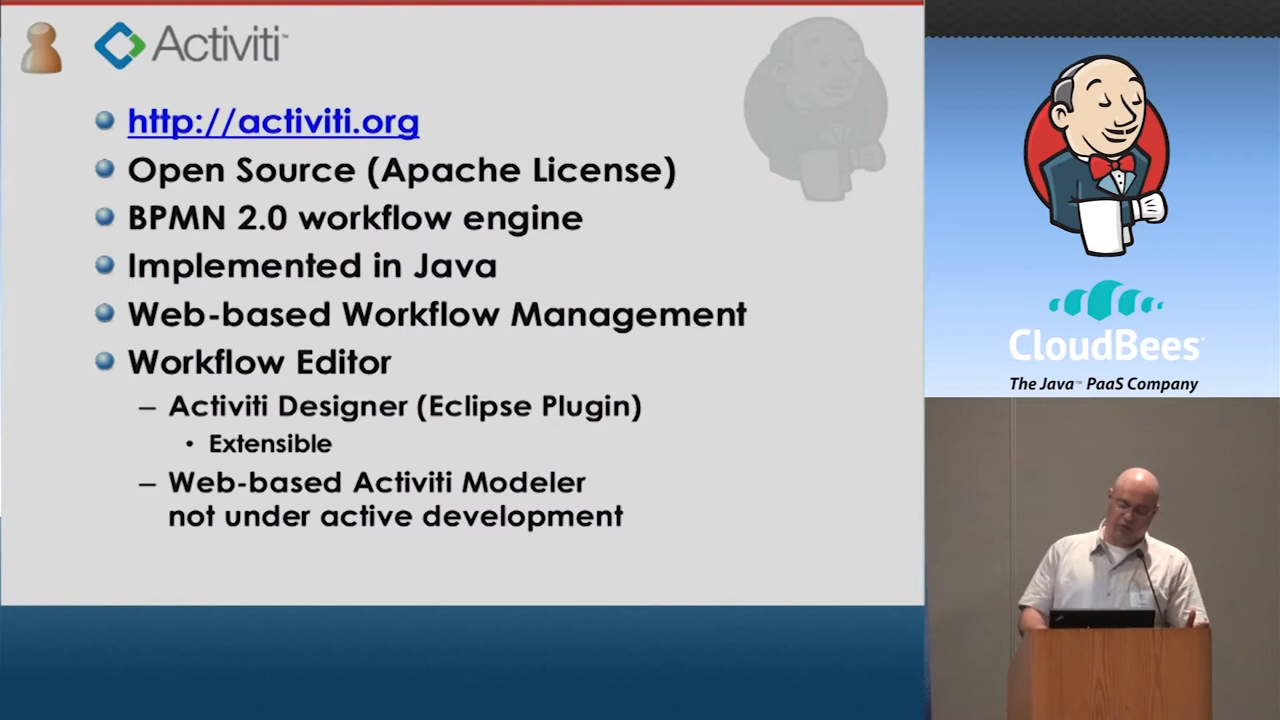 Activiti™
http://activiti.org
Open Source (Apache License)
BPMN 2.0 workflow engine
Implemented in Java
Web-based Workflow Management
Workflow Editor
– Activiti Designer (Eclipse Plugin)
• Extensible
– Web-based Activiti Modeler
not under active development
CloudBees
The Java™ PaaS Company